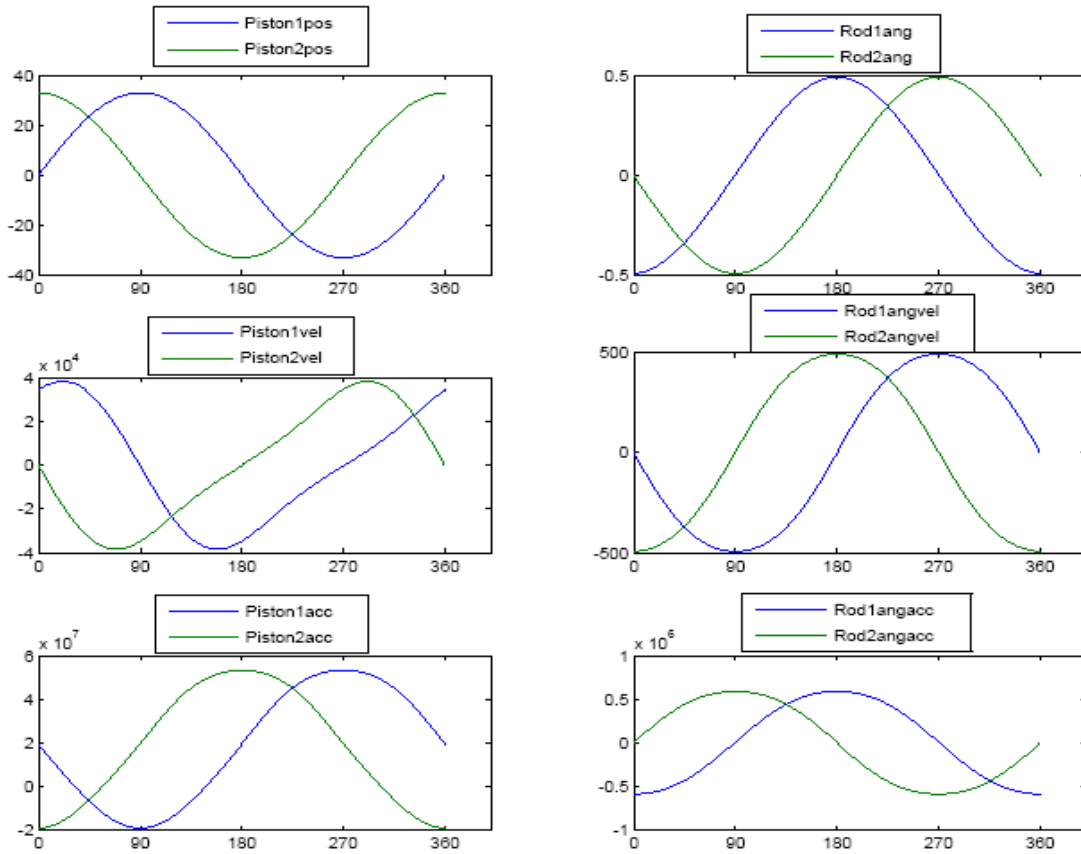 Piston1pos
Piston2pos
40
20
0
-20
-40
0 90 180 270 360
Rod1ang
Rod2ang
0.5
0
-0.5
0 90 180 270 360
Piston1vel
Piston2vel
x 10^4
4
2
0
-2
-4
0 90 180 270 360
Rod1angvel
Rod2angvel
500
0
-500
0 90 180 270 360
Piston1acc
Piston2acc
x 10^7
6
4
2
0
-2
0 90 180 270 360
Rod1angacc
Rod2angacc
x 10^6
1
0.5
0
-0.5
-1
0 90 180 270 360